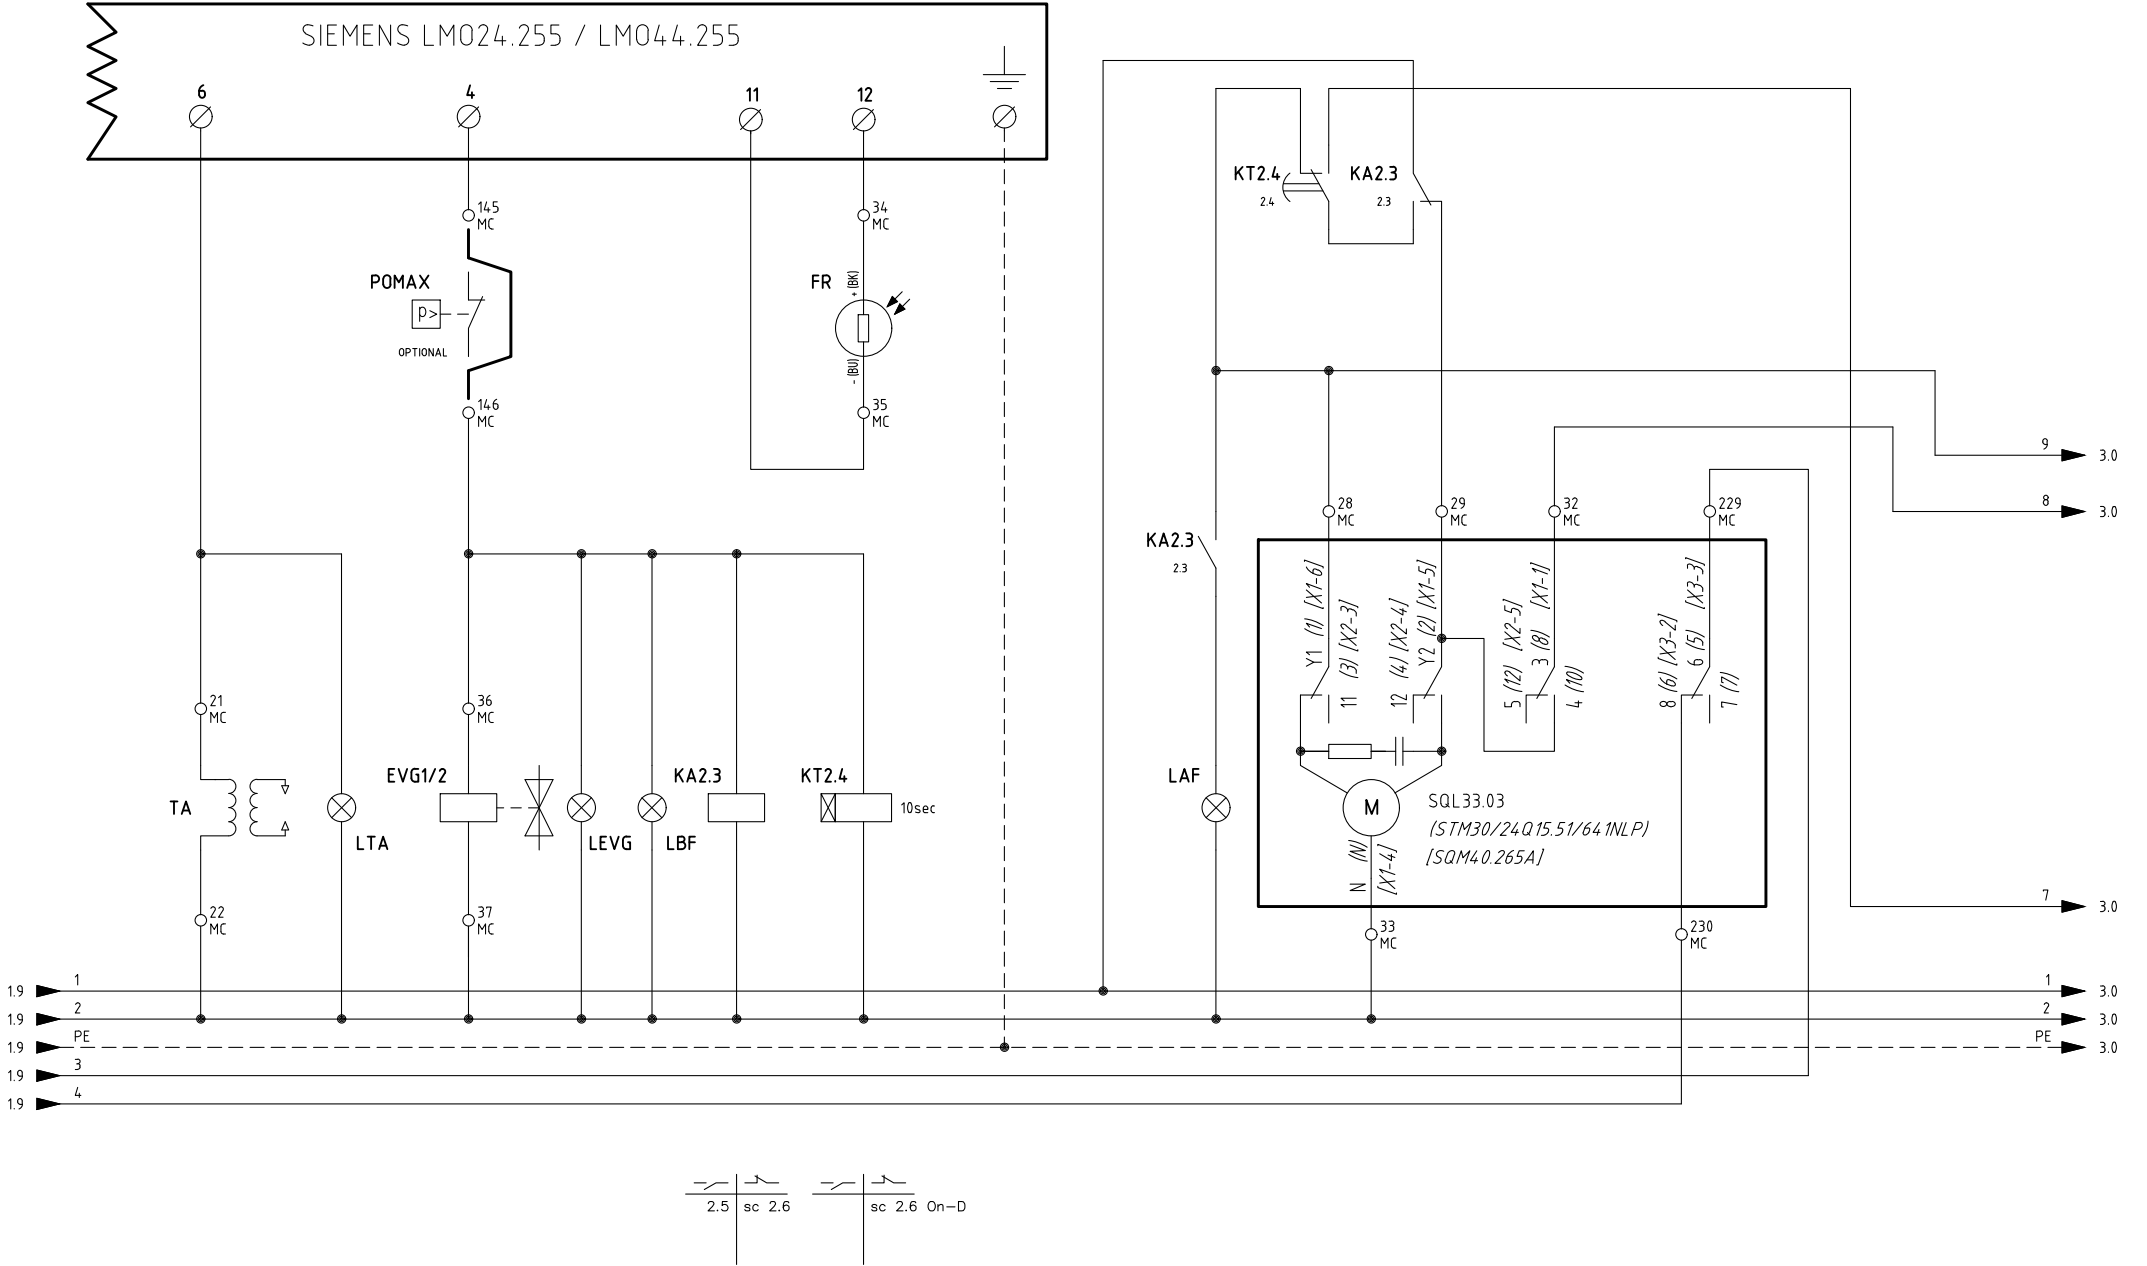 SIEMENS LMO24.255 / LMO44.255
6
4
11
12
145
MC
34
MC
POMAX
p>
OPTIONAL
FR
+(BK)
-(BU)
146
MC
35
MC
KT2.4
2.4
KA2.3
2.3
9
3.0
8
3.0
28
MC
29
MC
32
MC
229
MC
KA2.3
2.3
Y1 (1) [X1-6]
11 (3) [X2-3]
12 (4) [X2-4]
Y2 (2) [X1-5]
5 (12) [X2-5]
3 (8) [X1-1]
4 (10)
8 (6) [X3-2]
6 (5) [X3-3]
7 (7)
21
MC
36
MC
TA
LTA
EVG1/2
LEVG
LBF
KA2.3
KT2.4
10sec
LAF
M
SQL33.03
(STM30/24Q15.51/641NLP)
[SQM40.265A]
N (N)
[X1-4]
22
MC
37
MC
33
MC
230
MC
7
3.0
1.9
1
1
3.0
1.9
2
2
3.0
1.9
PE
PE
3.0
1.9
3
1.9
4
2.5
sc 2.6
sc 2.6 On-D